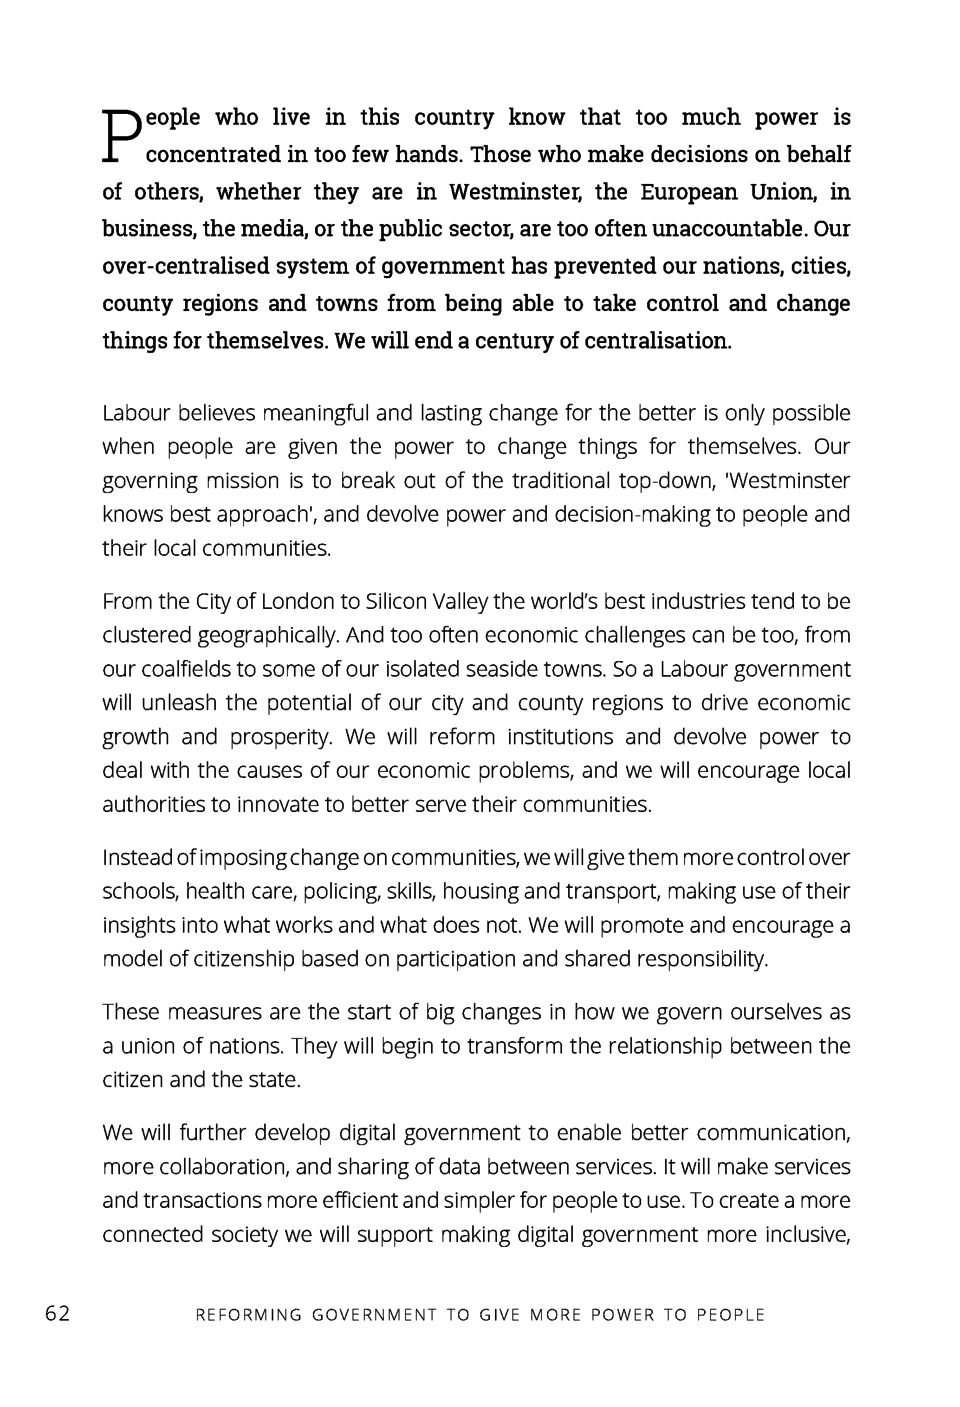 People who live in this country know that too much power is
concentrated in too few hands. Those who make decisions on behalf
of others, whether they are in Westminster, the European Union, in
business, the media, or the public sector, are too often unaccountable. Our
over-centralised system of government has prevented our nations, cities,
county regions and towns from being able to take control and change
things for themselves. We will end a century of centralisation.
Labour believes meaningful and lasting change for the better is only possible
when people are given the power to change things for themselves. Our
governing mission is to break out of the traditional top-down, 'Westminster
knows best approach', and devolve power and decision-making to people and
their local communities.
From the City of London to Silicon Valley the world’s best industries tend to be
clustered geographically. And too often economic challenges can be too, from
our coalfields to some of our isolated seaside towns. So a Labour government
will unleash the potential of our city and county regions to drive economic
growth and prosperity. We will reform institutions and devolve power to
deal with the causes of our economic problems, and we will encourage local
authorities to innovate to better serve their communities.
Instead of imposing change on communities, we will give them more control over
schools, health care, policing, skills, housing and transport, making use of their
insights into what works and what does not. We will promote and encourage a
model of citizenship based on participation and shared responsibility.
These measures are the start of big changes in how we govern ourselves as
a union of nations. They will begin to transform the relationship between the
citizen and the state.
We will further develop digital government to enable better communication,
more collaboration, and sharing of data between services. It will make services
and transactions more efficient and simpler for people to use. To create a more
connected society we will support making digital government more inclusive,
62 REFORMING GOVERNMENT TO GIVE MORE POWER TO PEOPLE